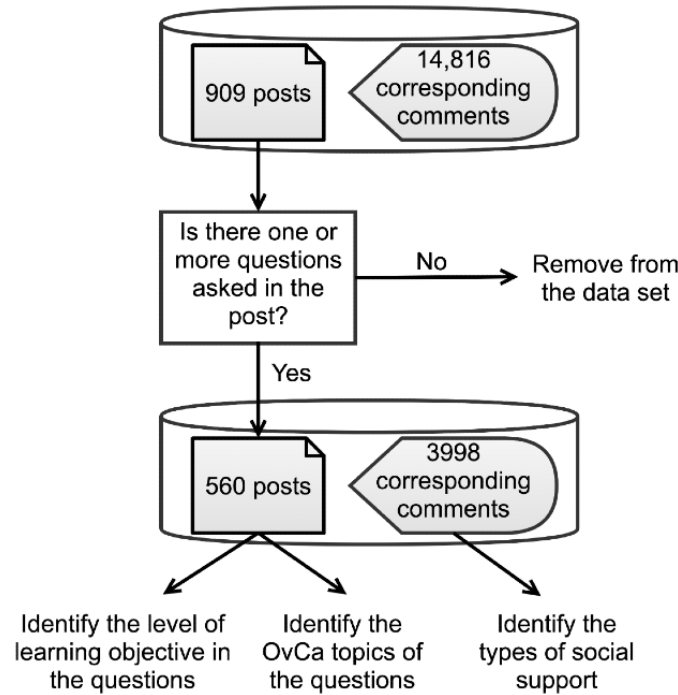 909 posts
14,816
corresponding
comments
Is there one or
more questions
asked in the
post?
No
Remove from
the data set
Yes
560 posts
3998
corresponding
comments
Identify the level of
learning objective in
the questions
Identify the
OvCa topics of
the questions
Identify the
types of social
support